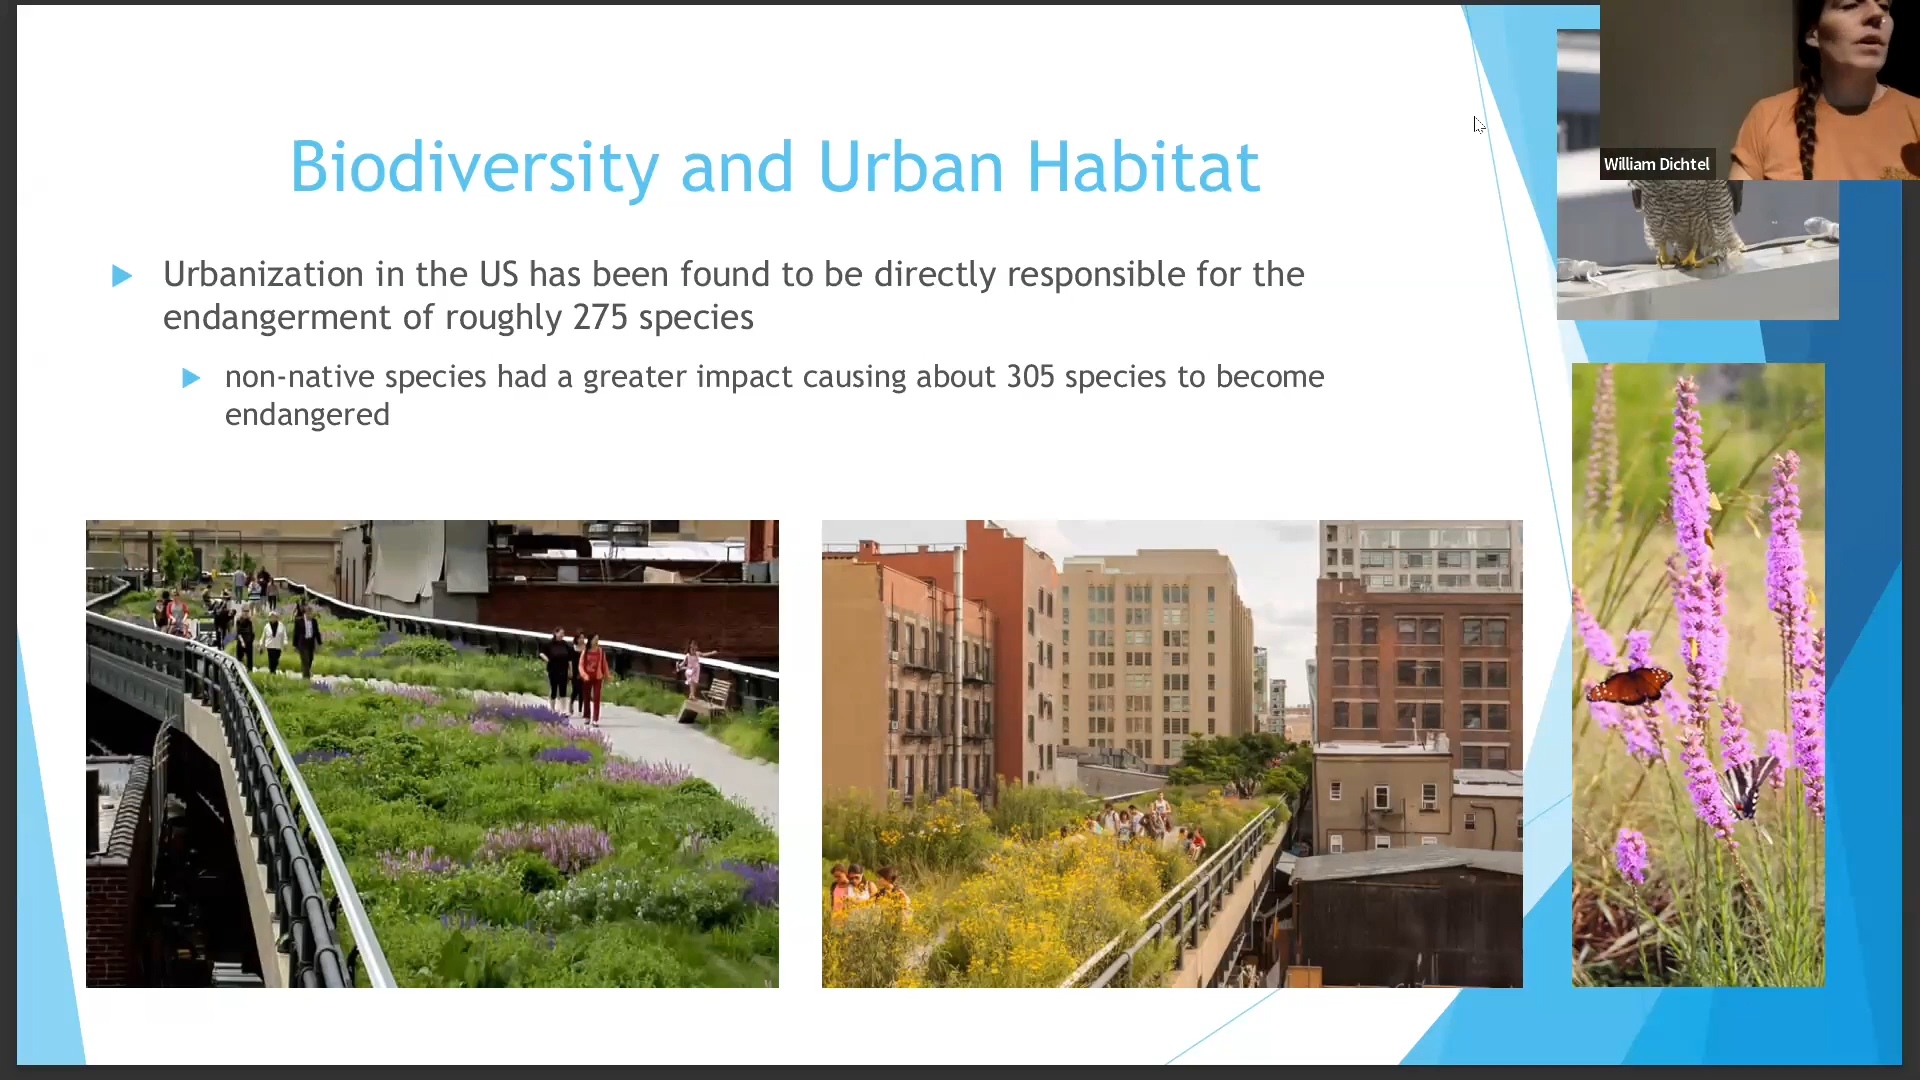 Biodiversity and Urban Habitat
Urbanization in the US has been found to be directly responsible for the
endangerment of roughly 275 species
non-native species had a greater impact causing about 305 species to become
endangered
William Dichtel